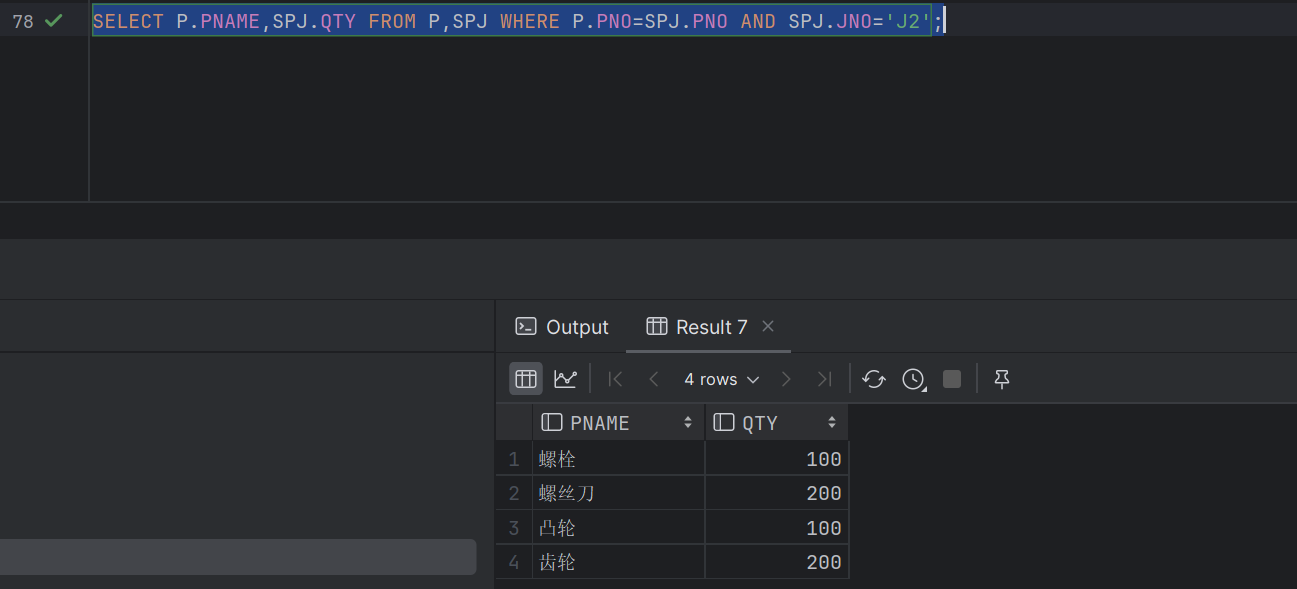 78 SELECT P.PNAME,SPJ.QTY FROM P,SPJ WHERE P.PNO=SPJ.PNO AND SPJ.JNO='J2';
Output Result 7
4 rows
PNAME QTY
1 螺栓 100
2 螺丝刀 200
3 凸轮 100
4 齿轮 200